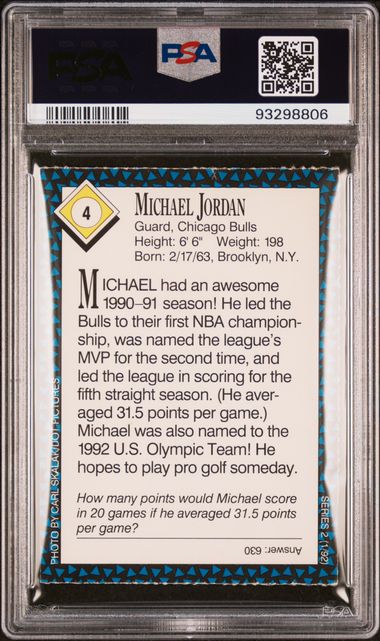 PSA
PSA
93298806
4
MICHAEL JORDAN
Guard, Chicago Bulls
Height: 6' 6" Weight: 198
Born: 2/17/63, Brooklyn, N.Y.
MICHAEL had an awesome
1990–91 season! He led the
Bulls to their first NBA champion-
ship, was named the league's
MVP for the second time, and
led the league in scoring for the
fifth straight season. (He aver-
aged 31.5 points per game.)
Michael was also named to the
1992 U.S. Olympic Team! He
hopes to play pro golf someday.
How many points would Michael score
in 20 games if he averaged 31.5 points
per game?
Answer: 630
PHOTO BY CARL SKALAK/DOT PICTURES
SERIES 2 (1/92)
PSA